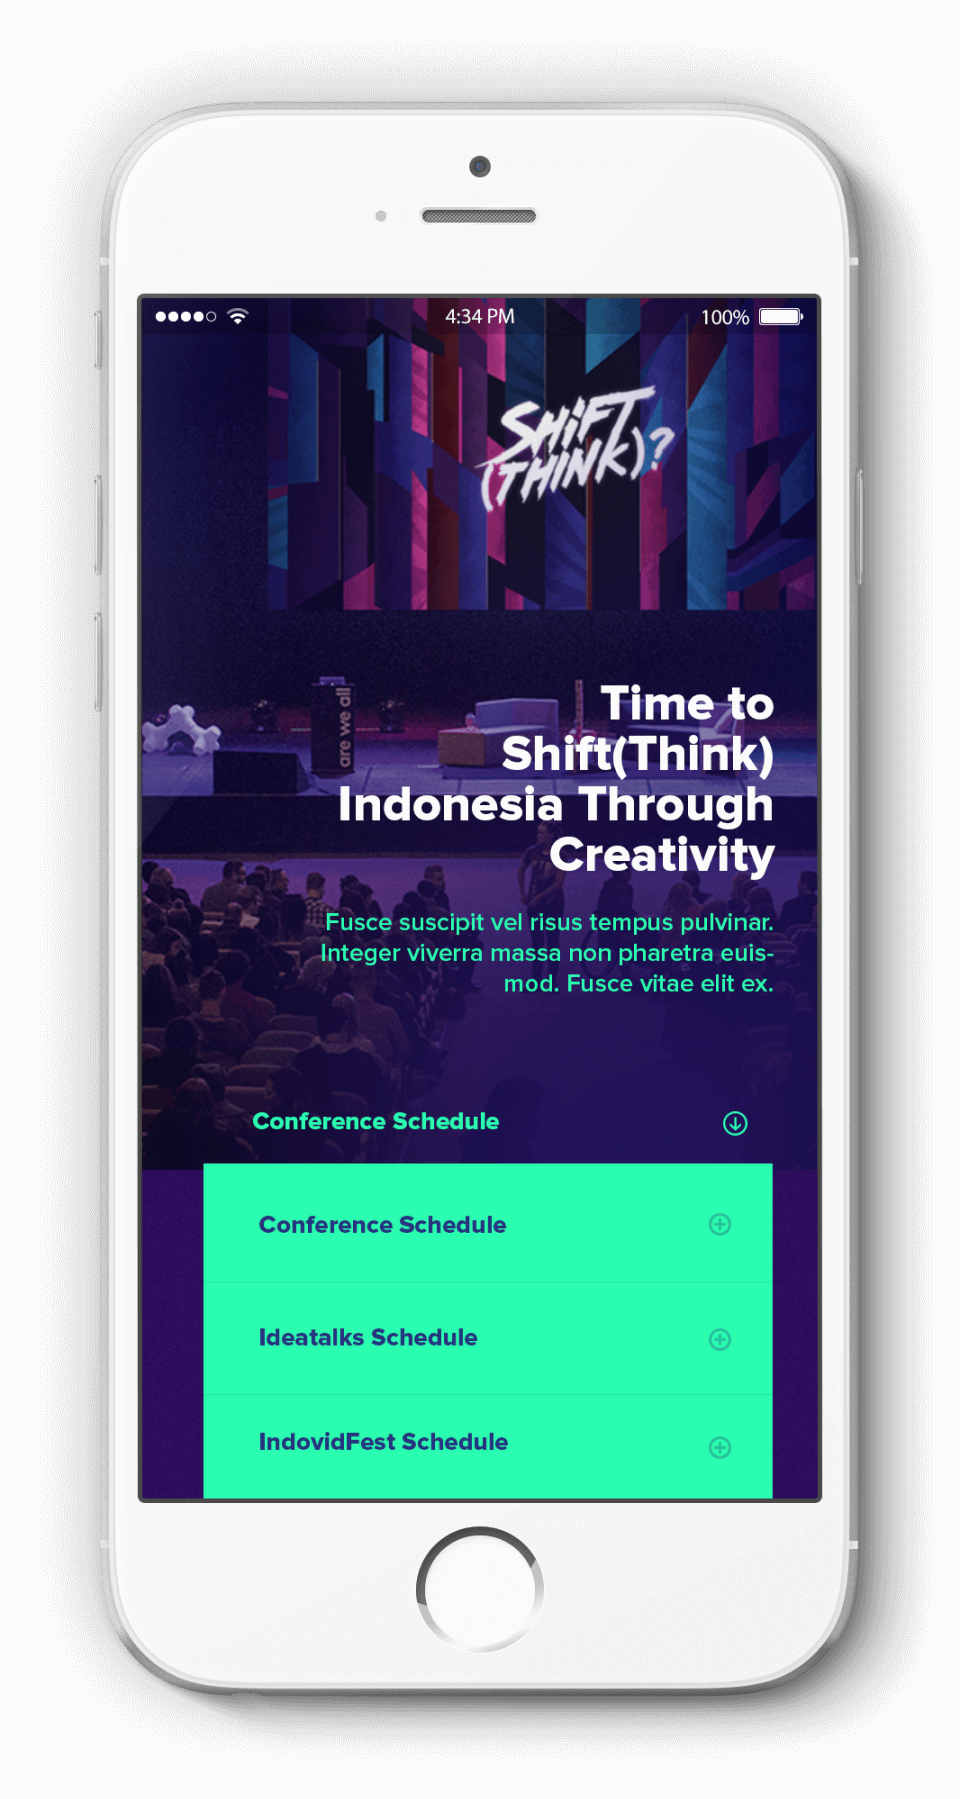 4:34 PM 100%
SHiFT
(THINK)?
are we all
Time to
Shift(Think)
Indonesia Through
Creativity
Fusce suscipit vel risus tempus pulvinar.
Integer viverra massa non pharetra euis-
mod. Fusce vitae elit ex.
Conference Schedule
Conference Schedule
Ideatalks Schedule
IndovidFest Schedule